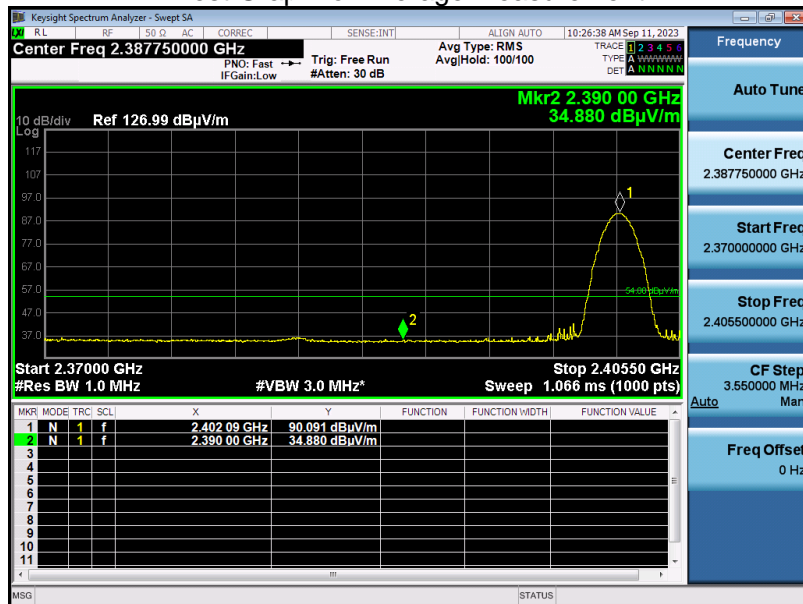 Keysight Spectrum Analyzer - Swept SA
RL RF 50 Ω AC CORREC SENSE:INT ALIGN AUTO 10:26:38 AM Sep 11, 2023
Center Freq 2.387750000 GHz
PNO: Fast
IFGain:Low
Trig: Free Run
#Atten: 30 dB
Avg Type: RMS
Avg|Hold: 100/100
TRACE 1 2 3 4 5 6
TYPE A WWWWW
DET A N N N N N
Mkr2 2.390 00 GHz
34.880 dBµV/m
10 dB/div Ref 126.99 dBµV/m
Log
117
107
97.0
87.0
77.0
67.0
57.0
47.0
37.0
1
2
54.00 dBµV/m
Start 2.37000 GHz Stop 2.40550 GHz
#Res BW 1.0 MHz #VBW 3.0 MHz* Sweep 1.066 ms (1000 pts)
MKR MODE TRC SCL X Y FUNCTION FUNCTION WIDTH FUNCTION VALUE
1 N 1 f 2.402 09 GHz 90.091 dBµV/m
2 N 1 f 2.390 00 GHz 34.880 dBµV/m
3
4
5
6
7
8
9
10
11
MSG STATUS
Frequency
Auto Tune
Center Freq
2.387750000 GHz
Start Freq
2.370000000 GHz
Stop Freq
2.405500000 GHz
CF Step
3.550000 MHz
Auto Man
Freq Offset
0 Hz